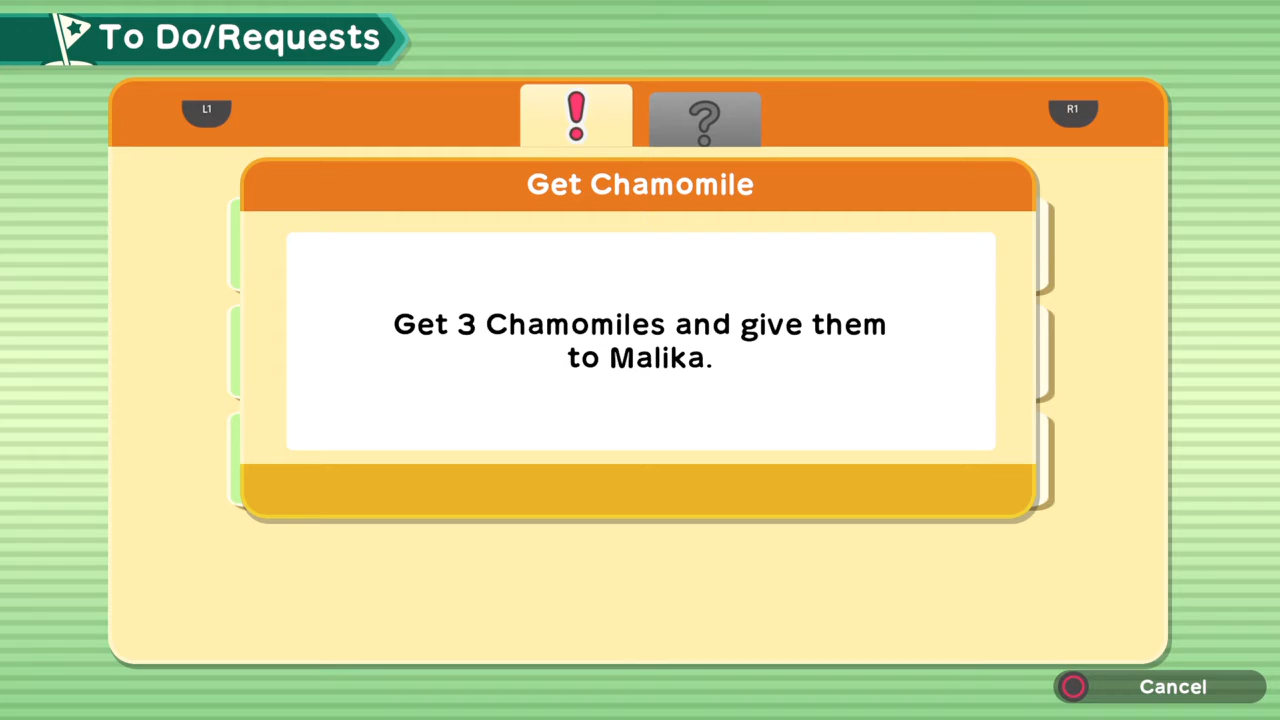 To Do/Requests
L1
R1
Get Chamomile
Get 3 Chamomiles and give them
to Malika.
Cancel